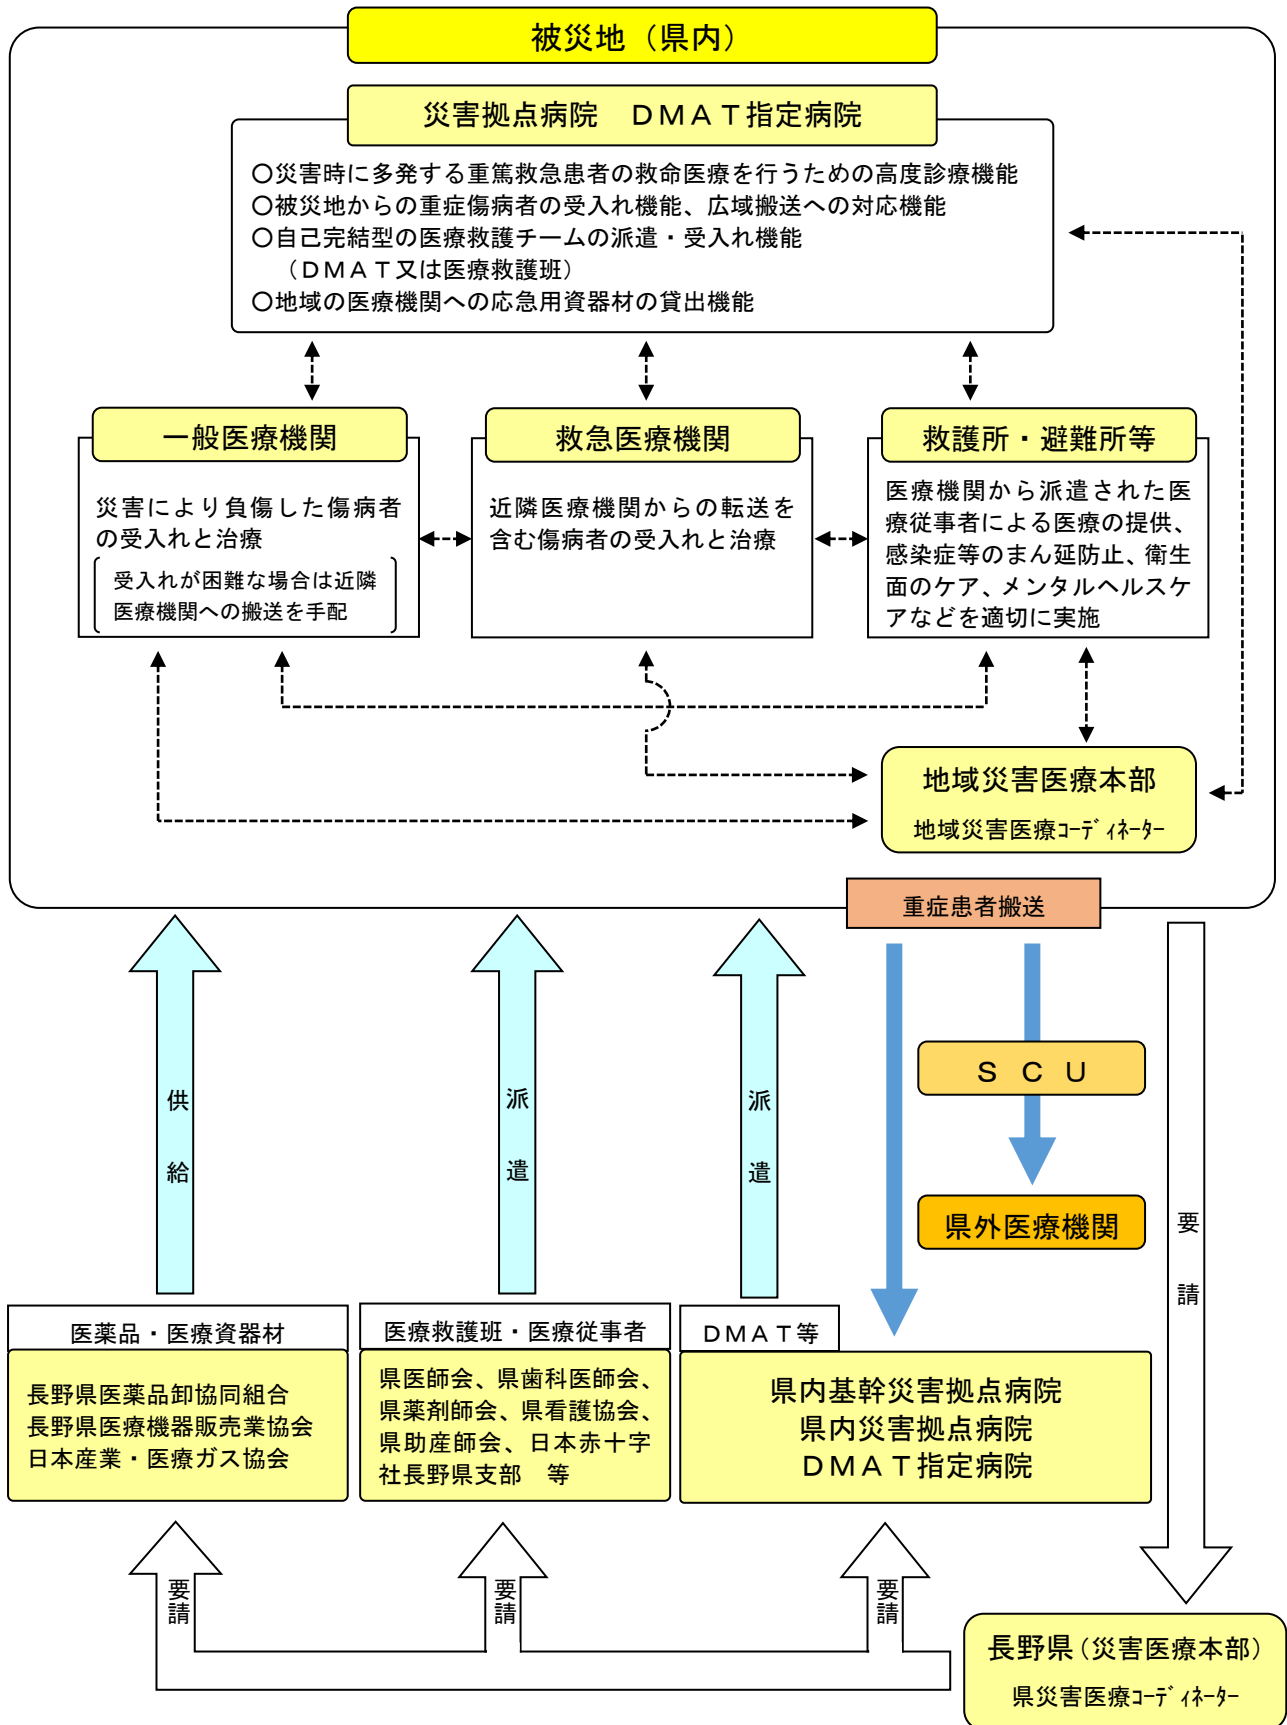 被災地（県内）
災害拠点病院　ＤＭＡＴ指定病院
○災害時に多発する重篤救急患者の救命医療を行うための高度診療機能
○被災地からの重症傷病者の受入れ機能、広域搬送への対応機能
○自己完結型の医療救護チームの派遣・受入れ機能
（ＤＭＡＴ又は医療救護班）
○地域の医療機関への応急用資器材の貸出機能
一般医療機関
災害により負傷した傷病者
の受入れと治療
受入れが困難な場合は近隣
医療機関への搬送を手配
救急医療機関
近隣医療機関からの転送を
含む傷病者の受入れと治療
救護所・避難所等
医療機関から派遣された医
療従事者による医療の提供、
感染症等のまん延防止、衛生
面のケア、メンタルヘルスケ
アなどを適切に実施
地域災害医療本部
地域災害医療ｺｰﾃﾞｨﾈｰﾀｰ
重症患者搬送
供給
派遣
派遣
ＳＣＵ
県外医療機関
要請
医薬品・医療資器材
長野県医薬品卸協同組合
長野県医療機器販売業協会
日本産業・医療ガス協会
医療救護班・医療従事者
県医師会、県歯科医師会、
県薬剤師会、県看護協会、
県助産師会、日本赤十字
社長野県支部　等
ＤＭＡＴ等
県内基幹災害拠点病院
県内災害拠点病院
ＤＭＡＴ指定病院
要請
要請
要請
長野県（災害医療本部）
県災害医療ｺｰﾃﾞｨﾈｰﾀｰ